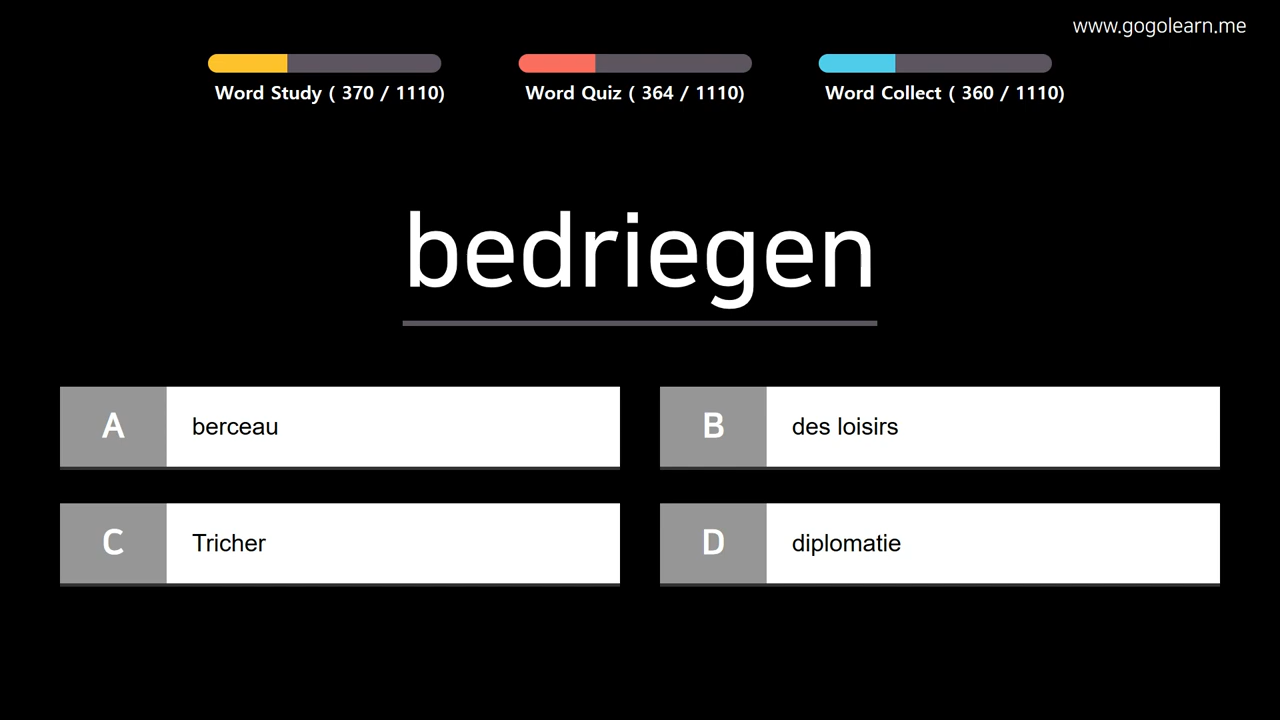 www.gogolearn.me
Word Study ( 370 / 1110)
Word Quiz ( 364 / 1110)
Word Collect ( 360 / 1110)
bedriegen
A
berceau
B
des loisirs
C
Tricher
D
diplomatie